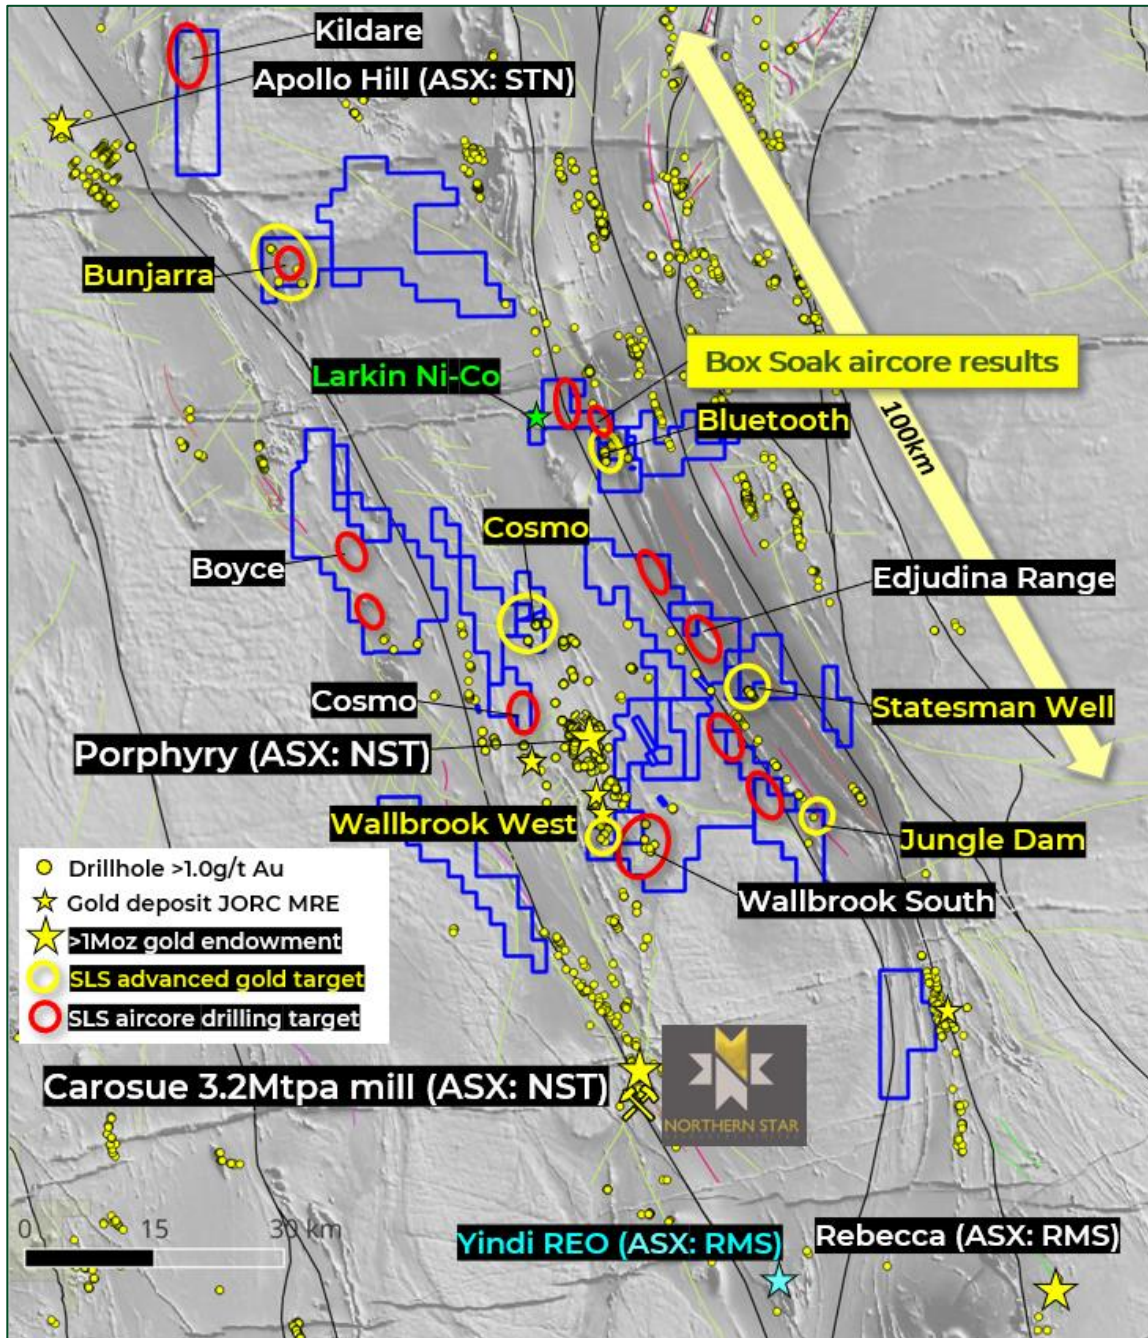 Kildare
Apollo Hill (ASX: STN)
Bunjarra
Larkin Ni-Co
Box Soak aircore results
Bluetooth
100km
Cosmo
Boyce
Edjudina Range
Cosmo
Statesman Well
Porphyry (ASX: NST)
Wallbrook West
Jungle Dam
Wallbrook South
Drillhole >1.0g/t Au
Gold deposit JORC MRE
>1Moz gold endowment
SLS advanced gold target
SLS aircore drilling target
Carosue 3.2Mtpa mill (ASX: NST)
NORTHERN STAR
0 15 30 km
Yindi REO (ASX: RMS)
Rebecca (ASX: RMS)